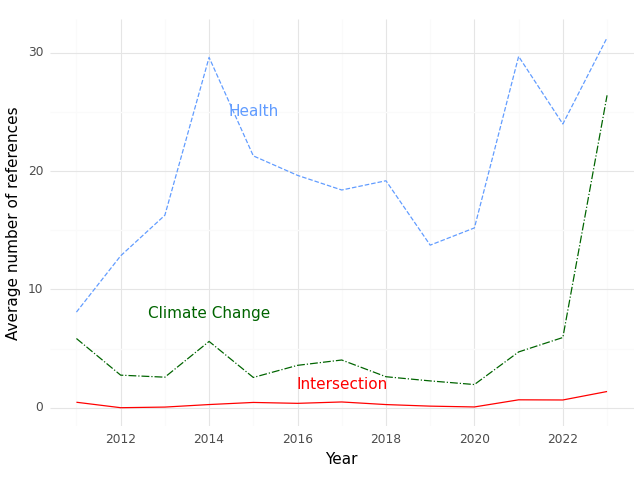 Average number of references
30
20
10
0
Health
Climate Change
Intersection
2012 2014 2016 2018 2020 2022
Year